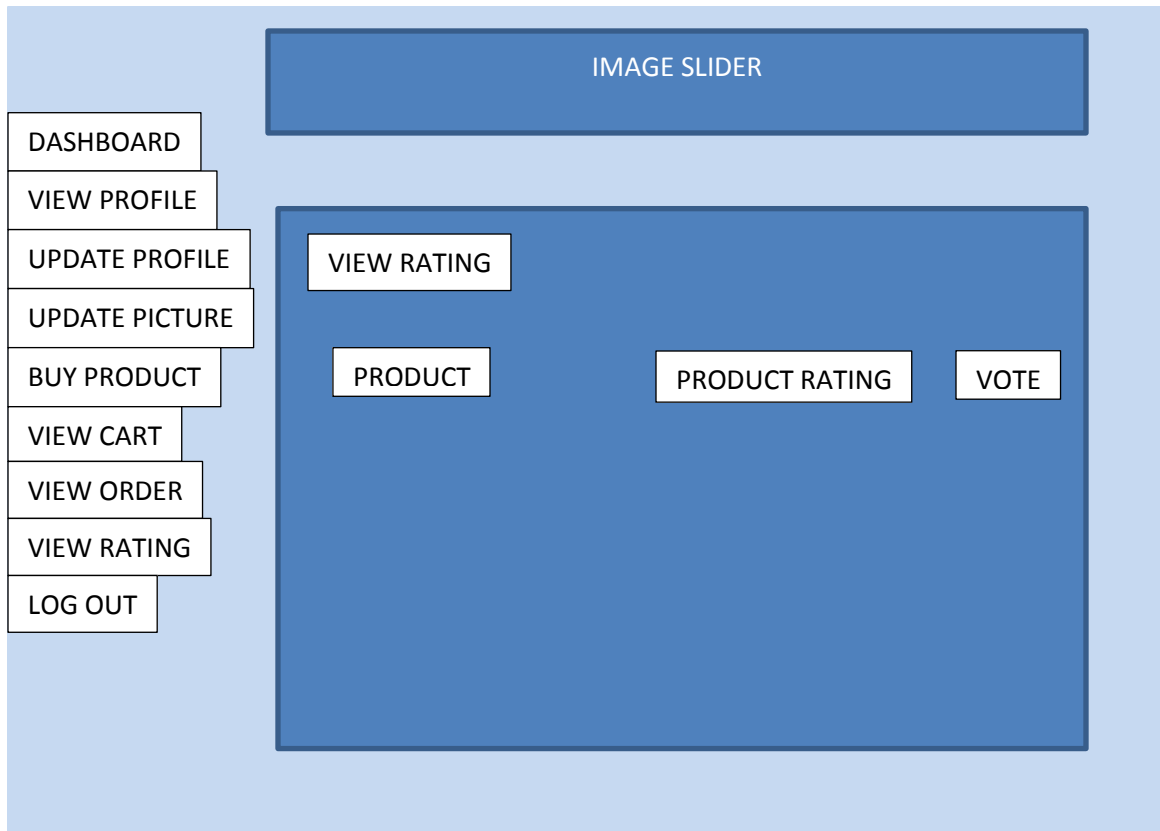 IMAGE SLIDER
DASHBOARD
VIEW PROFILE
UPDATE PROFILE
UPDATE PICTURE
BUY PRODUCT
VIEW CART
VIEW ORDER
VIEW RATING
LOG OUT
VIEW RATING
PRODUCT
PRODUCT RATING
VOTE